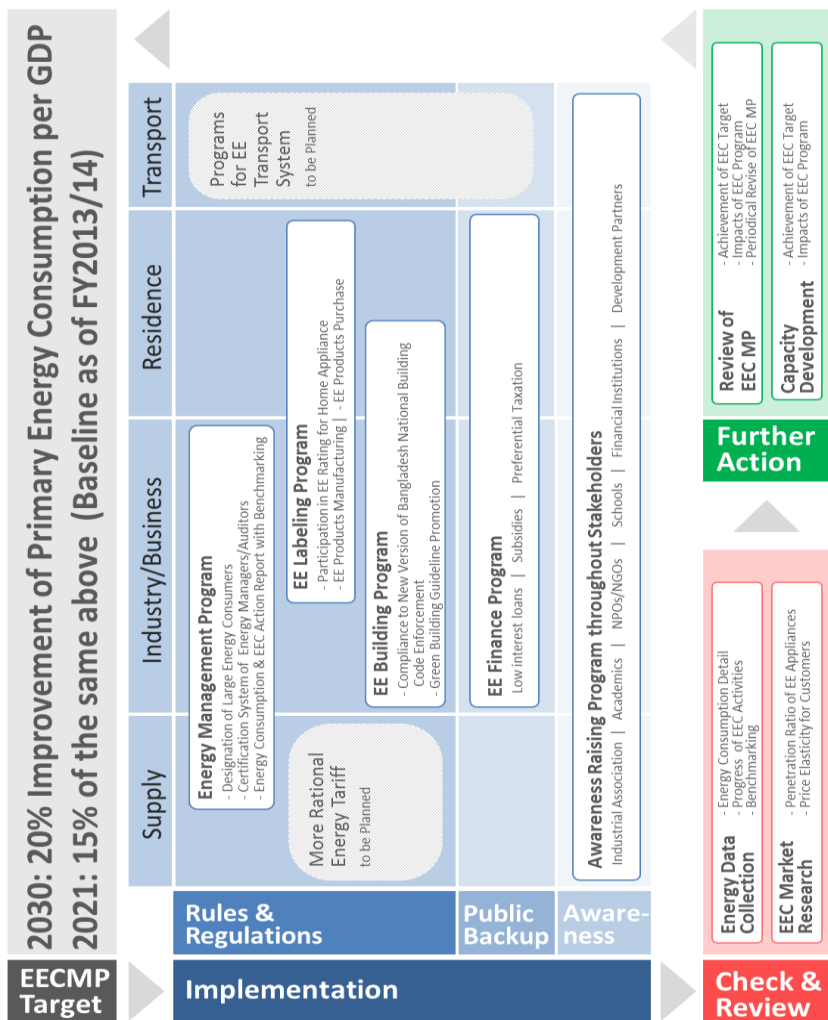 EECMP
Target
2030: 20% Improvement of Primary Energy Consumption per GDP
2021: 15% of the same above (Baseline as of FY2013/14)
Implementation
Supply
Industry/Business
Residence
Transport
Rules &
Regulations
Energy Management Program
- Designation of Large Energy Consumers
- Certification System of Energy Managers/Auditors
- Energy Consumption & EEC Action Report with Benchmarking
More Rational
Energy Tariff
to be Planned
EE Labeling Program
- Participation in EE Rating for Home Appliance
- EE Products Manufacturing | - EE Products Purchase
EE Building Program
- Compliance to New Version of Bangladesh National Building
Code Enforcement
- Green Building Guideline Promotion
Programs
for EE
Transport
System
to be Planned
Public
Backup
EE Finance Program
Low interest loans | Subsidies | Preferential Taxation
Aware-
ness
Awareness Raising Program throughout Stakeholders
Industrial Association | Academics | NPOs/NGOs | Schools | Financial Institutions | Development Partners
Check &
Review
Energy Data
Collection
- Energy Consumption Detail
- Progress of EEC Activities
- Benchmarking
EEC Market
Research
- Penetration Ratio of EE Appliances
- Price Elasticity for Customers
Further
Action
Review of
EEC MP
- Achievement of EEC Target
- Impacts of EEC Program
- Periodical Revise of EEC MP
Capacity
Development
- Achievement of EEC Target
- Impacts of EEC Program